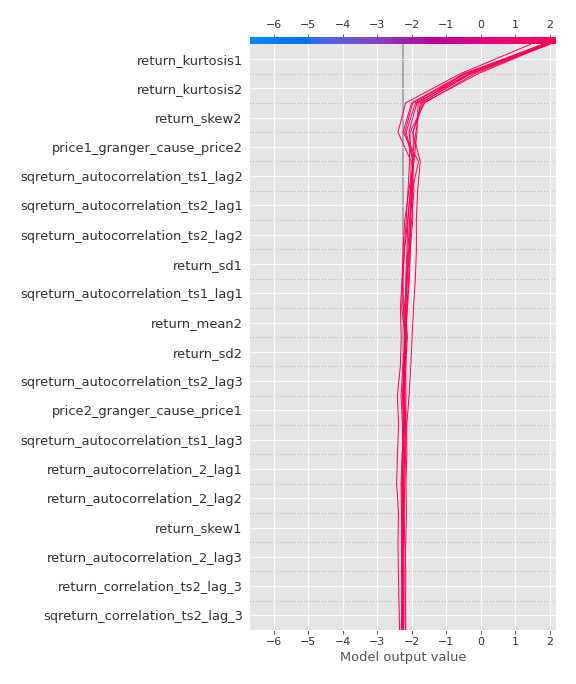 −6 −5 −4 −3 −2 −1 0 1 2
return_kurtosis1
return_kurtosis2
return_skew2
price1_granger_cause_price2
sqreturn_autocorrelation_ts1_lag2
sqreturn_autocorrelation_ts2_lag1
sqreturn_autocorrelation_ts2_lag2
return_sd1
sqreturn_autocorrelation_ts1_lag1
return_mean2
return_sd2
sqreturn_autocorrelation_ts2_lag3
price2_granger_cause_price1
sqreturn_autocorrelation_ts1_lag3
return_autocorrelation_2_lag1
return_autocorrelation_2_lag2
return_skew1
return_autocorrelation_2_lag3
return_correlation_ts2_lag_3
sqreturn_correlation_ts2_lag_3
−6 −5 −4 −3 −2 −1 0 1 2
Model output value